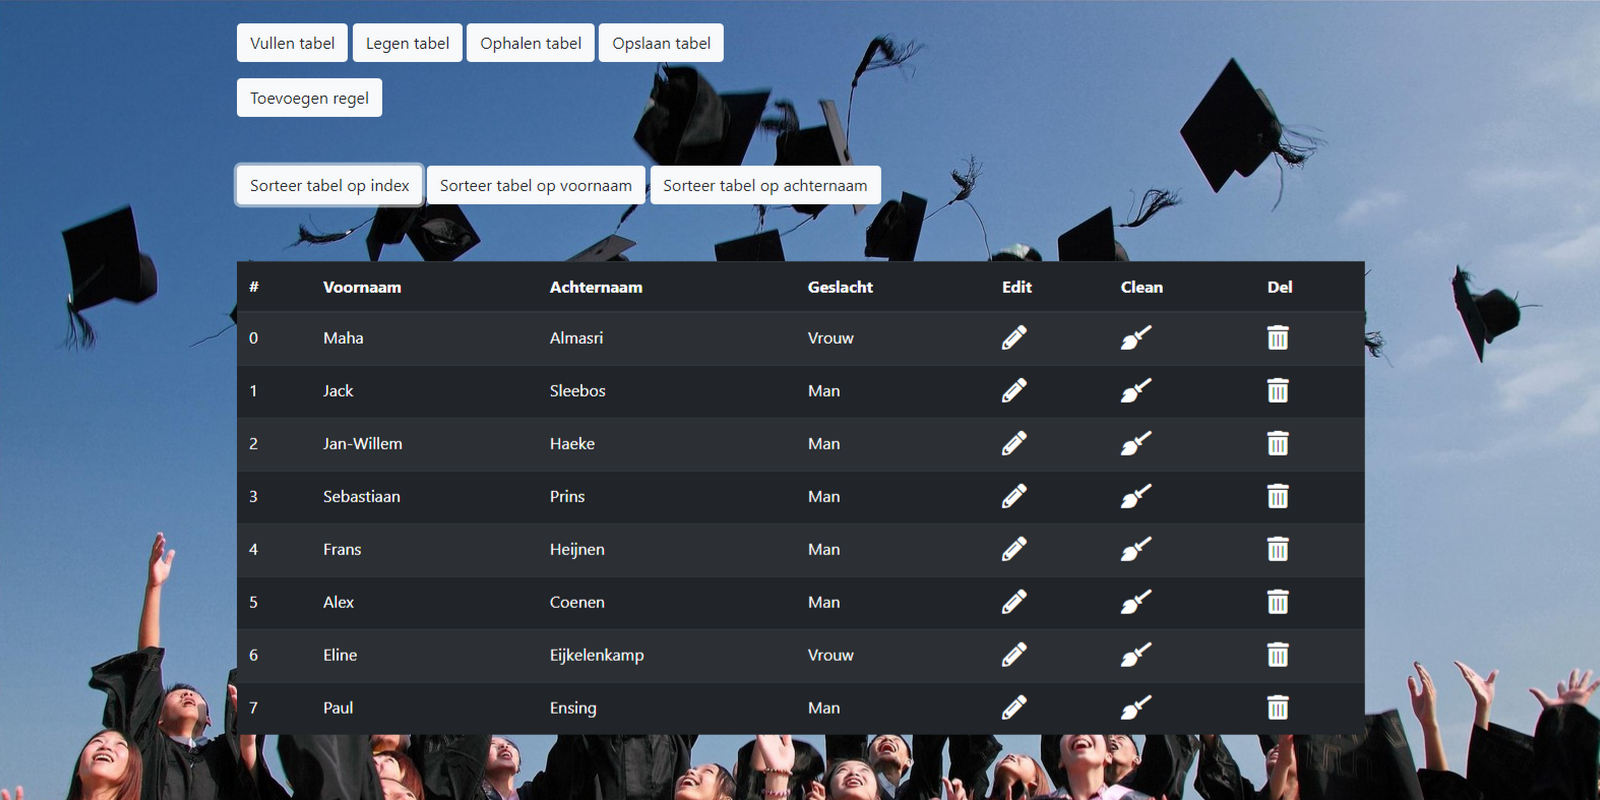 Vullen tabel Legen tabel Ophalen tabel Opslaan tabel
Toevoegen regel
Sorteer tabel op index Sorteer tabel op voornaam Sorteer tabel op achternaam
# Voornaam Achternaam Geslacht Edit Clean Del
0 Maha Almasri Vrouw
1 Jack Sleebos Man
2 Jan-Willem Haeke Man
3 Sebastiaan Prins Man
4 Frans Heijnen Man
5 Alex Coenen Man
6 Eline Eijkelenkamp Vrouw
7 Paul Ensing Man